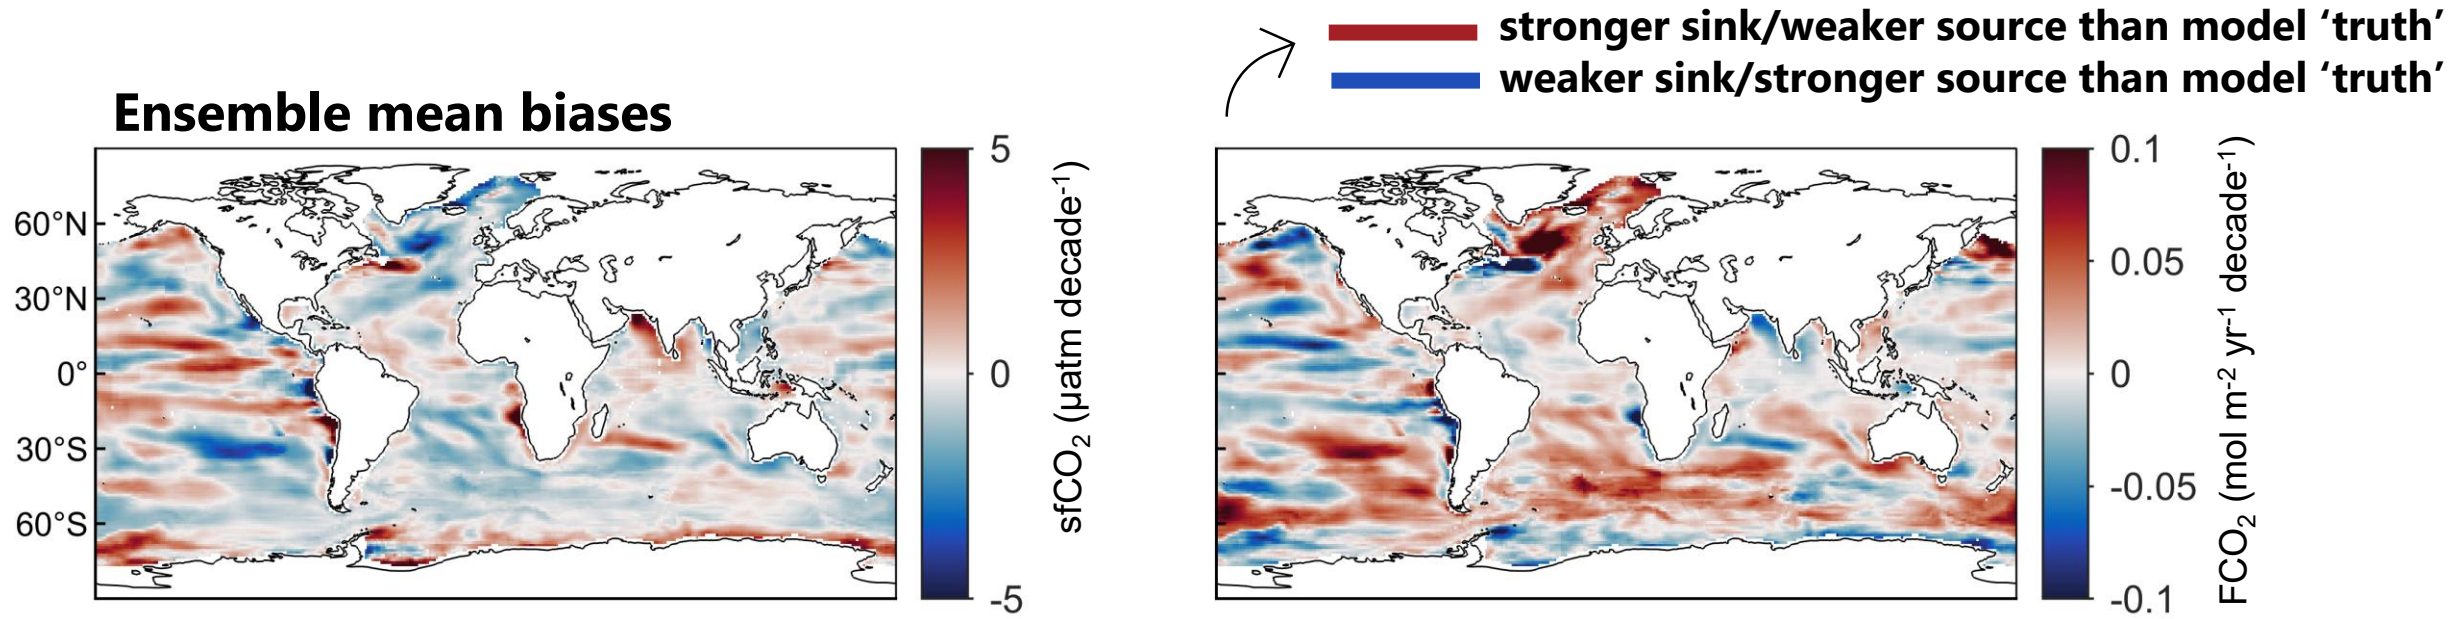 stronger sink/weaker source than model ‘truth’
weaker sink/stronger source than model ‘truth’
Ensemble mean biases
60°N
30°N
0°
30°S
60°S
5
0
-5
sfCO₂ (µatm decade⁻¹)
0.1
0.05
0
-0.05
-0.1
FCO₂ (mol m⁻² yr⁻¹ decade⁻¹)